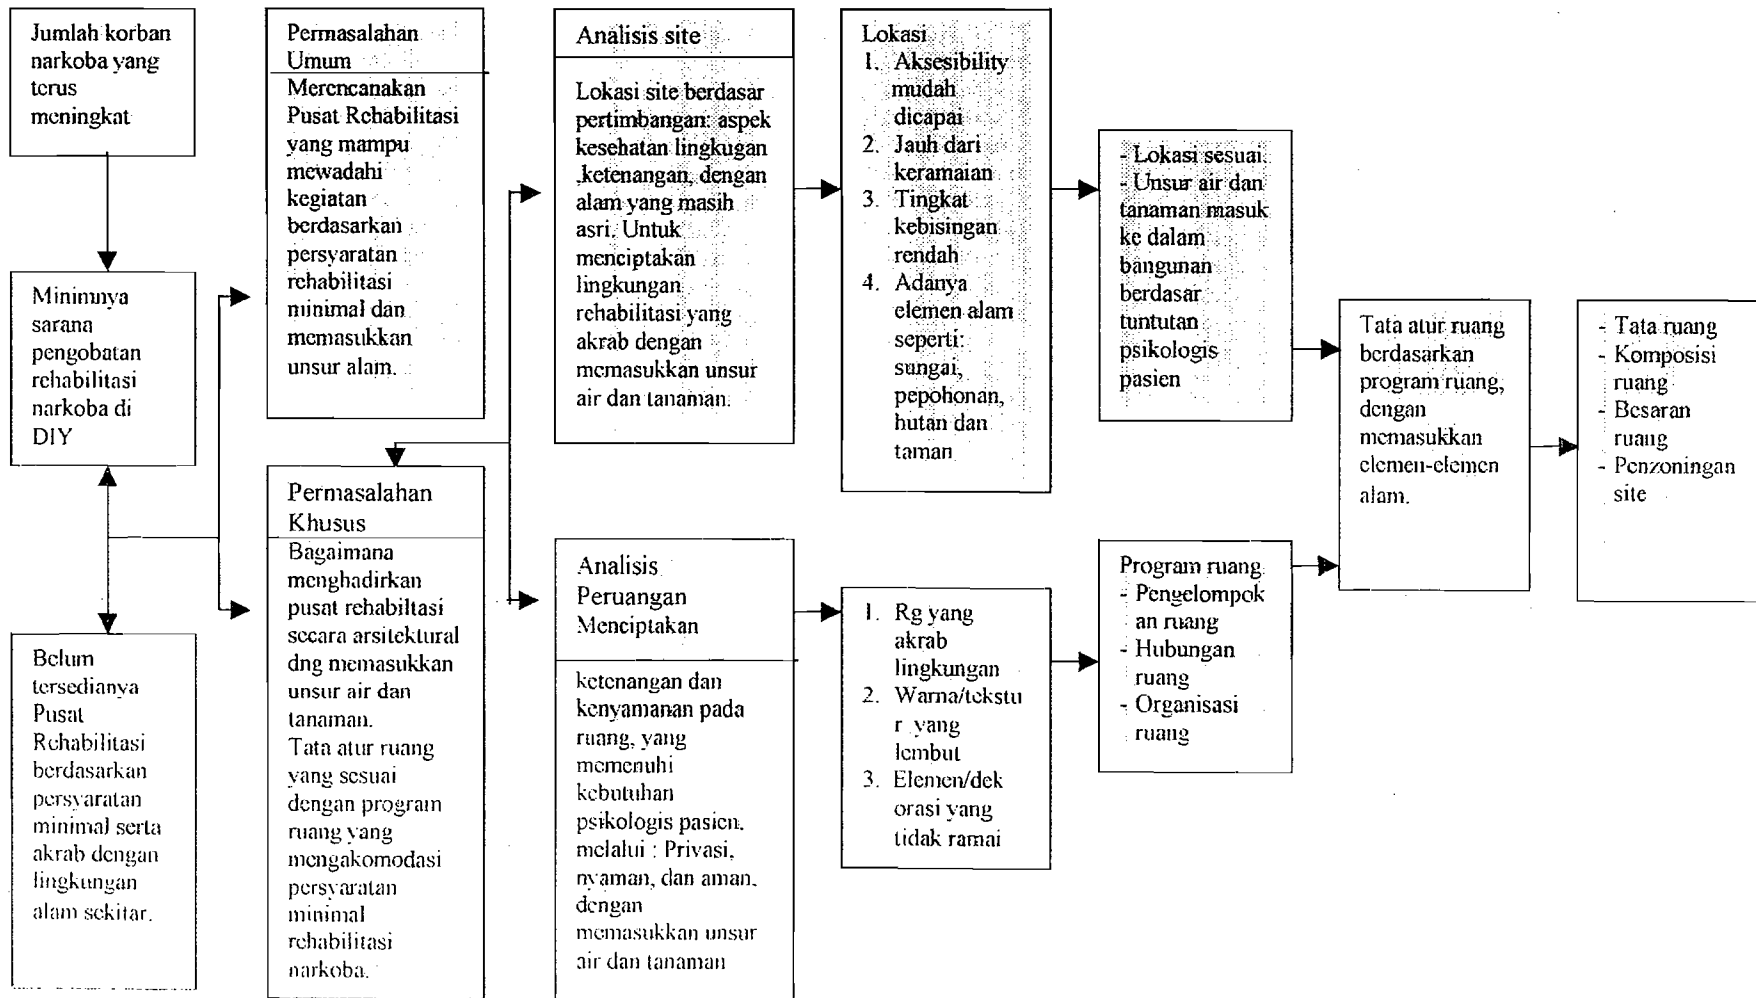 Jumlah korban
narkoba yang
terus
meningkat
Minimnya
sarana
pengobatan
rehabilitasi
narkoba di
DIY
Belum
tersedianya
Pusat
Rehabilitasi
berdasarkan
persyaratan
minimal serta
akrab dengan
lingkungan
alam sekitar.
Permasalahan
Umum
Merencanakan
Pusat Rehabilitasi
yang mampu
mewadahi
kegiatan
berdasarkan
persyaratan
rehabilitasi
minimal dan
memasukkan
unsur alam.
Permasalahan
Khusus
Bagaimana
menghadirkan
pusat rehabiltasi
secara arsitektural
dng memasukkan
unsur air dan
tanaman.
Tata atur ruang
yang sesuai
dengan program
ruang yang
mengakomodasi
persyaratan
minimal
rehabilitasi
narkoba.
Analisis site
Lokasi site berdasar
pertimbangan: aspek
kesehatan lingkugan
,ketenangan, dengan
alam yang masih
asri. Untuk
menciptakan
lingkungan
rehabilitasi yang
akrab dengan
memasukkan unsur
air dan tanaman.
Analisis
Peruangan
Menciptakan
ketenangan dan
kenyamanan pada
ruang, yang
memenuhi
kebutuhan
psikologis pasien,
melalui : Privasi,
nyaman, dan aman,
dengan
memasukkan unsur
air dan tanaman
Lokasi
1. Aksesibility
mudah
dicapai
2. Jauh dari
keramaian
3. Tingkat
kebisingan
rendah
4. Adanya
elemen alam
seperti:
sungai,
pepohonan,
hutan dan
taman
1. Rg yang
akrab
lingkungan
2. Warna/tekstu
r yang
lembut
3. Elemen/dek
orasi yang
tidak ramai
- Lokasi sesuai.
- Unsur air dan
tanaman masuk
ke dalam
bangunan
berdasar
tuntutan
psikologis
pasien
Program ruang
- Pengelompok
an ruang
- Hubungan
ruang
- Organisasi
ruang
Tata atur ruang
berdasarkan
program ruang,
dengan
memasukkan
elemen-elemen
alam.
- Tata ruang
- Komposisi
ruang
- Besaran
ruang
- Penzoningan
site